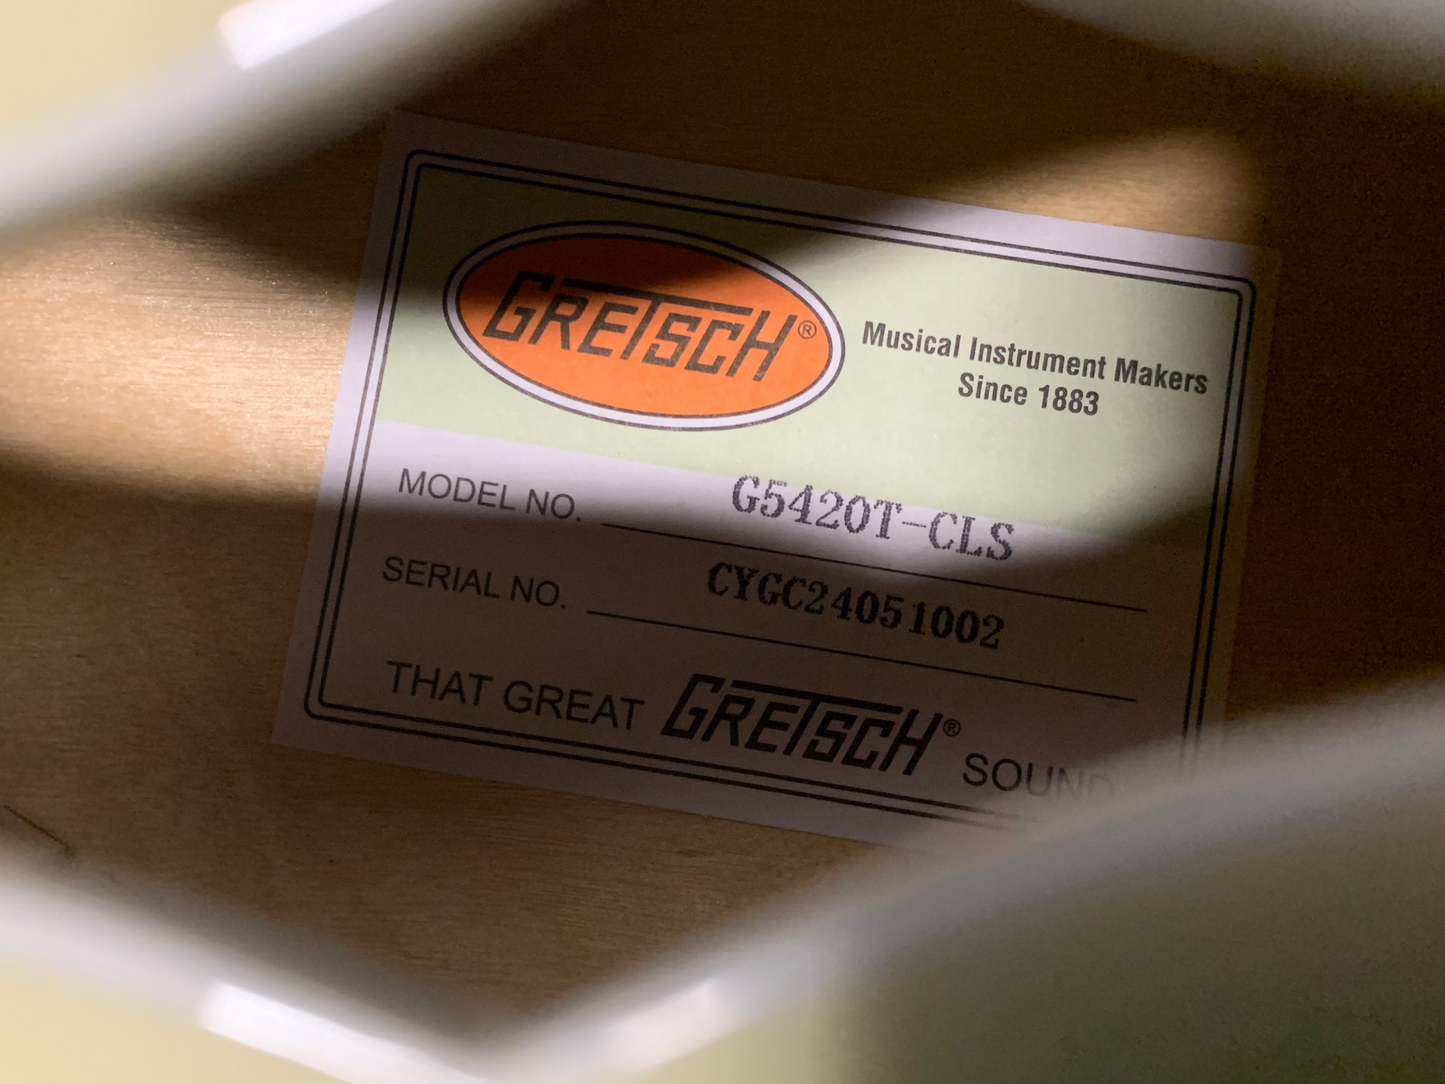 GRETSCH®
Musical Instrument Makers
Since 1883
MODEL NO. G5420T-CLS
SERIAL NO. CYGC24051002
THAT GREAT GRETSCH® SOUND